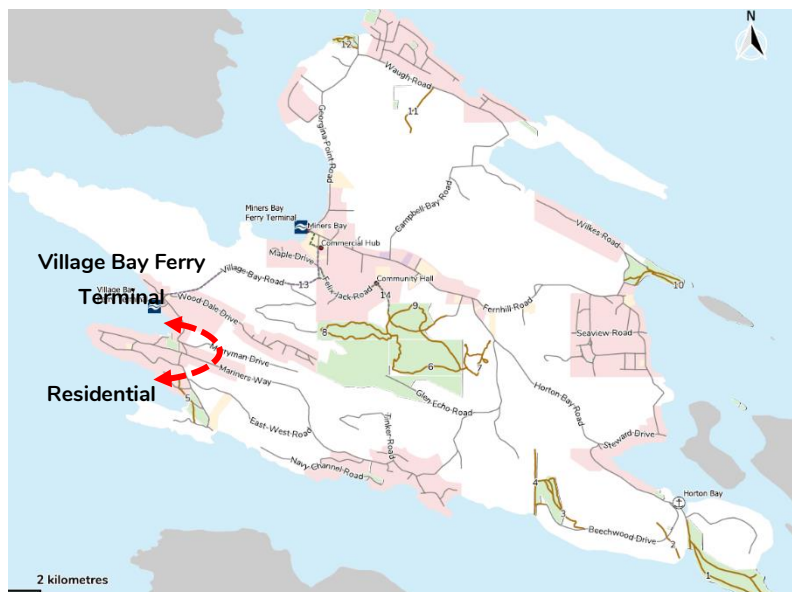 N
12
Waugh Road
11
Georgina Point Road
Miners Bay
Ferry Terminal
Miners Bay
Campbell Bay Road
Wilkes Road
Commercial Hub
Maple Drive
Village Bay Ferry
Terminal
Village Bay Road
13
Felix Jack Road
Community Hall
14
10
Village Bay
Wood Dale Drive
9
Fernhill Road
8
Seaview Road
Merryman Drive
6
7
Mariners Way
Residential
5
Glen Echo Road
Horton Bay Road
East-West Road
Tinker Road
Steward Drive
Navy Channel Road
4
Horton Bay
3
Beechwood Drive
2
1
2 kilometres